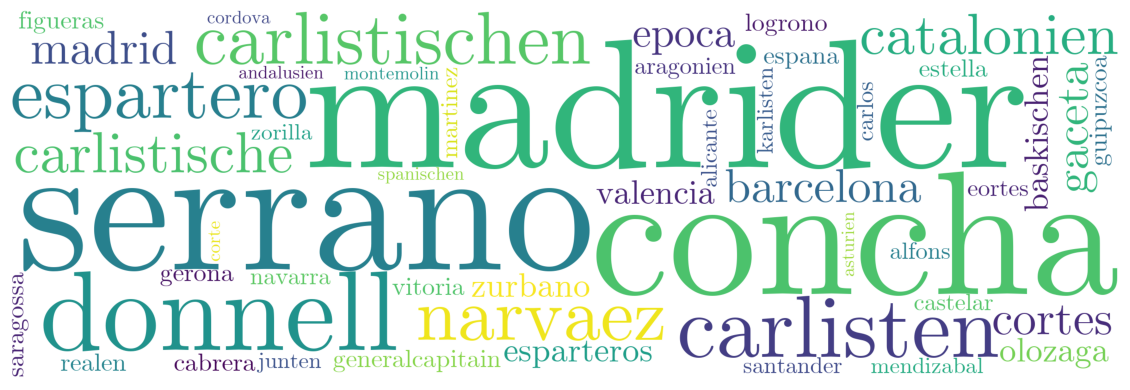 figueras
cordova
madrid
carlistischen
epoca
logrono
catalonien
andalusien
montemolin
aragonien
espana
estella
espartero
madrider
martinez
zorilla
carlistische
spanischen
alicante
karlisten
carlos
baskischen
gaceta
guipuzcoa
serrano
concha
valencia
barcelona
eortes
corte
gerona
navarra
vitoria
zurbano
asturien
alfons
saragossa
donnell
narvaez
carlisten
castelar
cortes
realen
cabrera
junten
generalcapitain
esparteros
santander
mendizabal
olozaga